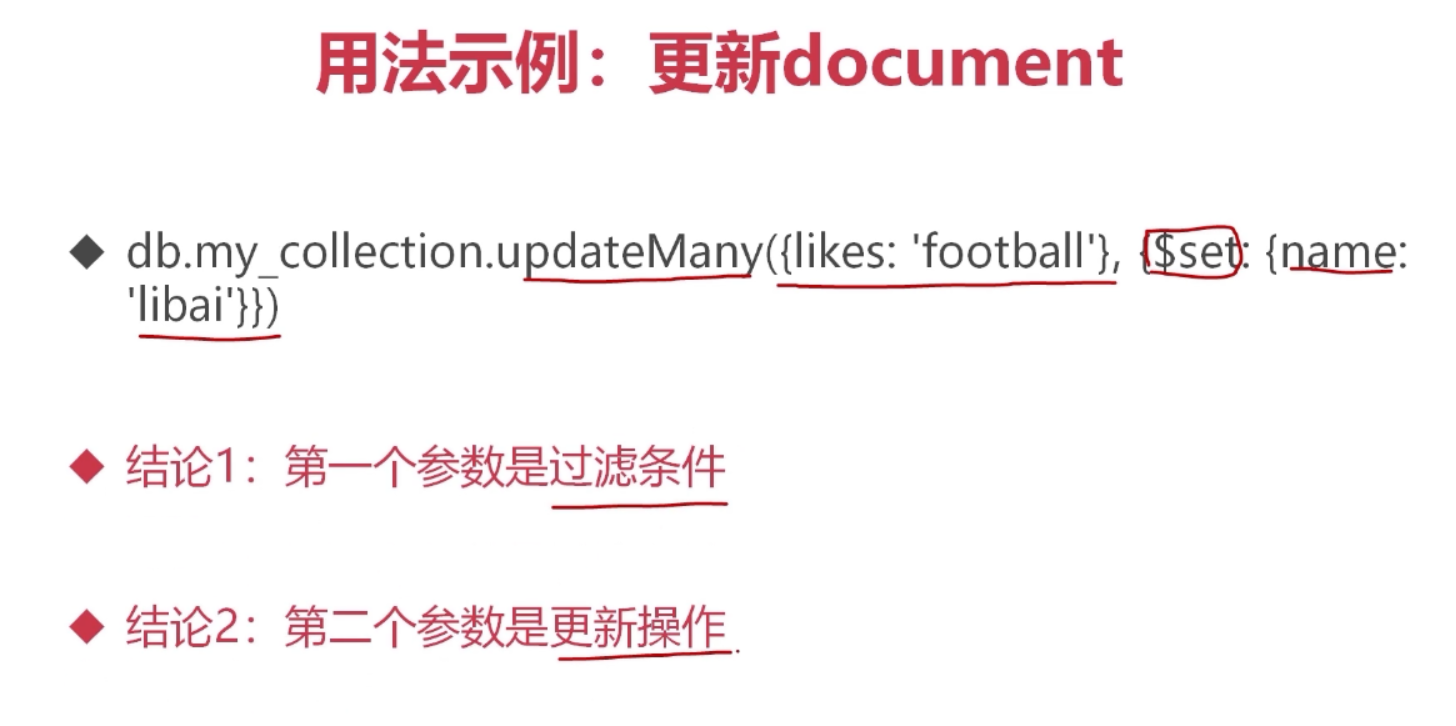 用法示例：更新document
db.my_collection.updateMany({likes: 'football'}, {$set: {name:
'libai'}})
结论1：第一个参数是过滤条件
结论2：第二个参数是更新操作